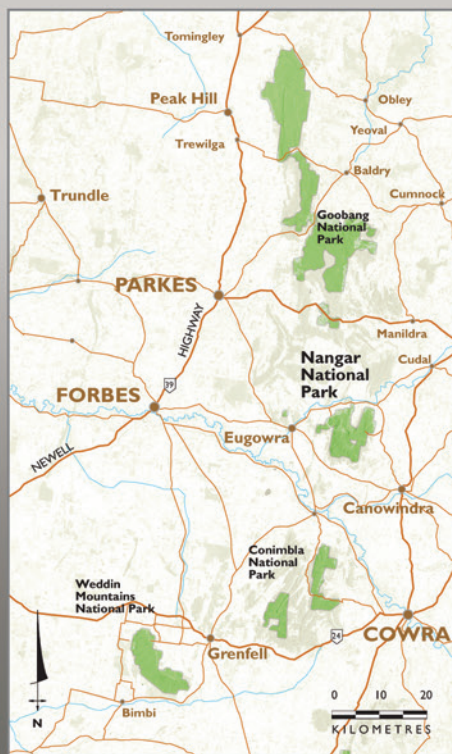 Tomingley
Peak Hill
Obley
Trewilga
Yeoval
Baldry
Trundle
Cumnock
Goobang
National
Park
PARKES
Manildra
HIGHWAY
Nangar
National
Park
Cudal
39
FORBES
Eugowra
NEWELL
Canowindra
Conimbla
National
Park
Weddin
Mountains
National Park
COWRA
24
Grenfell
Bimbi
N
0 10 20
KILOMETRES